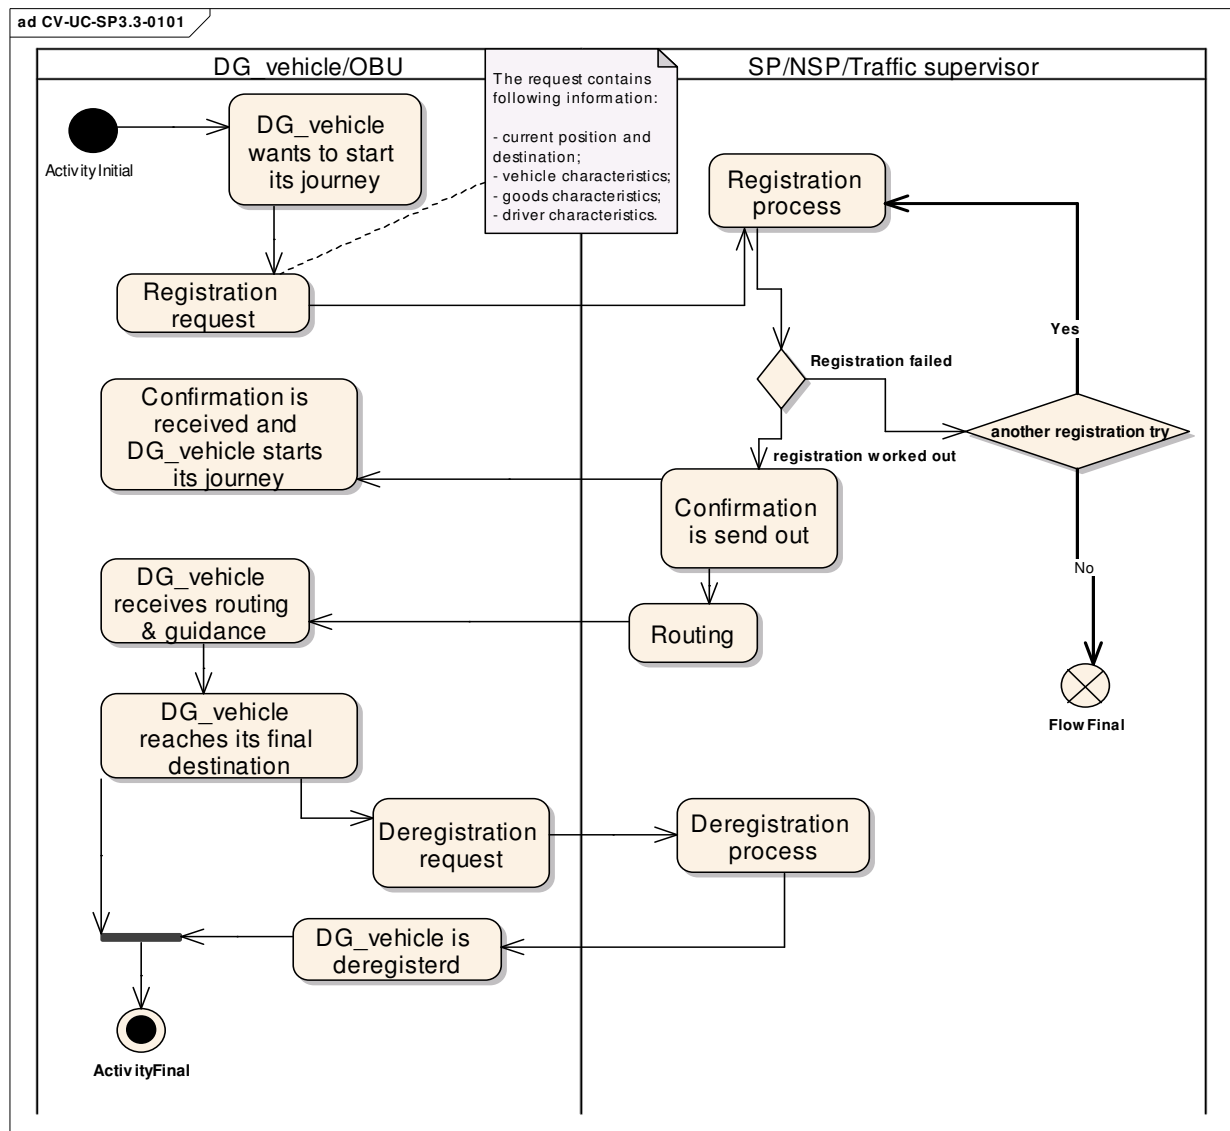 ad CV-UC-SP3.3-0101
DG_vehicle/OBU
SP/NSP/Traffic supervisor
The request contains
following information:
- current position and
destination;
- vehicle characteristics;
- goods characteristics;
- driver characteristics.
ActivityInitial
DG_vehicle
wants to start
its journey
Registration
process
Registration
request
Yes
Registration failed
another registration try
Confirmation is
received and
DG_vehicle starts
its journey
registration worked out
Confirmation
is send out
No
DG_vehicle
receives routing
& guidance
Routing
FlowFinal
DG_vehicle
reaches its final
destination
Deregistration
request
Deregistration
process
DG_vehicle is
deregisterd
ActivityFinal